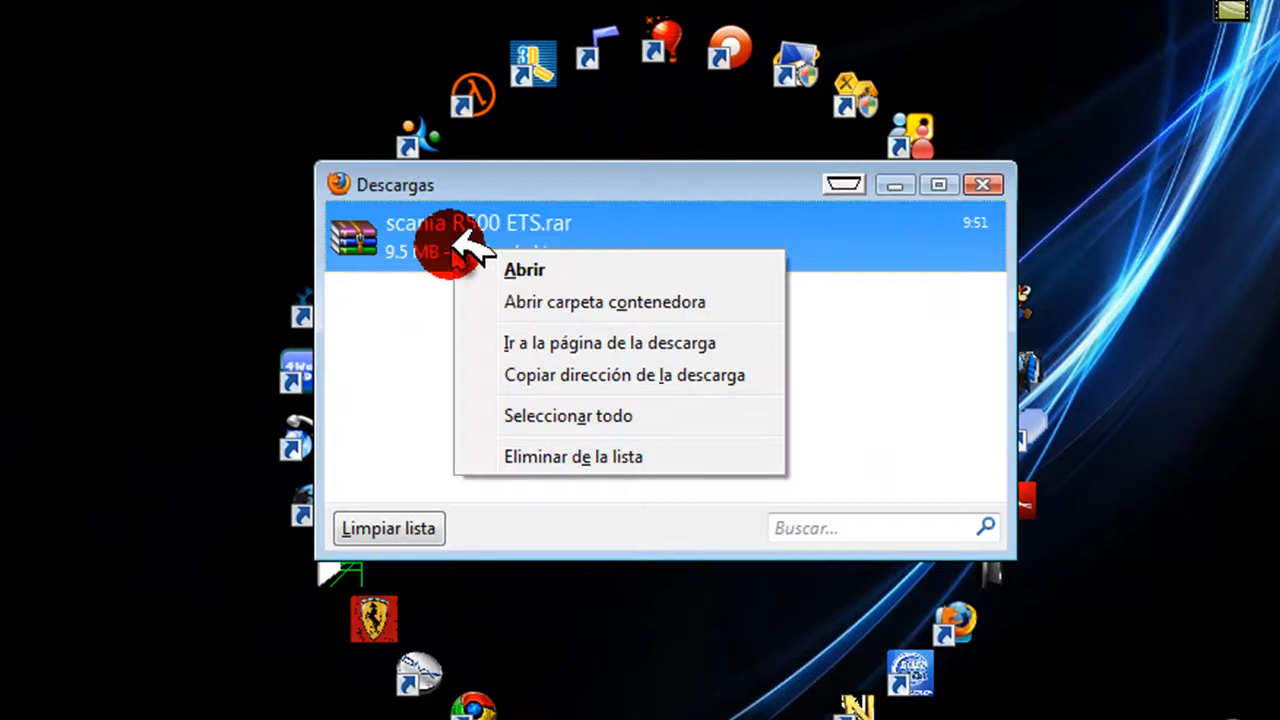 3D
Descargas
scania R500 ETS.rar
9:51
9.5 MB -
Abrir
Abrir carpeta contenedora
Ir a la página de la descarga
Copiar dirección de la descarga
Seleccionar todo
Eliminar de la lista
Limpiar lista
Buscar...